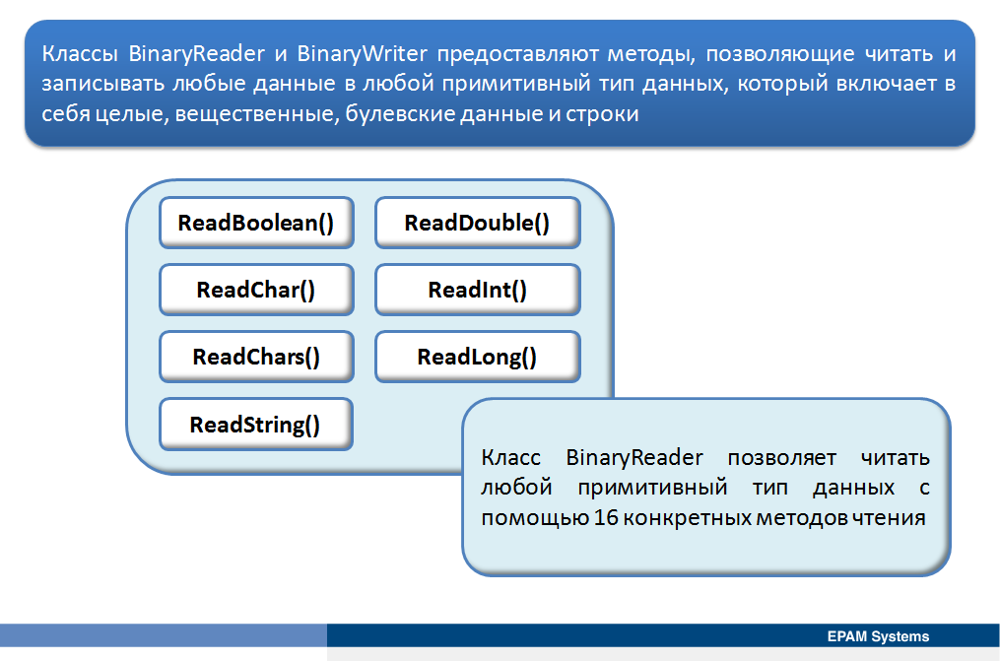 Классы BinaryReader и BinaryWriter предоставляют методы, позволяющие читать и
записывать любые данные в любой примитивный тип данных, который включает в
себя целые, вещественные, булевские данные и строки
ReadBoolean()
ReadDouble()
ReadChar()
ReadInt()
ReadChars()
ReadLong()
ReadString()
Класс BinaryReader позволяет читать
любой примитивный тип данных с
помощью 16 конкретных методов чтения
EPAM Systems